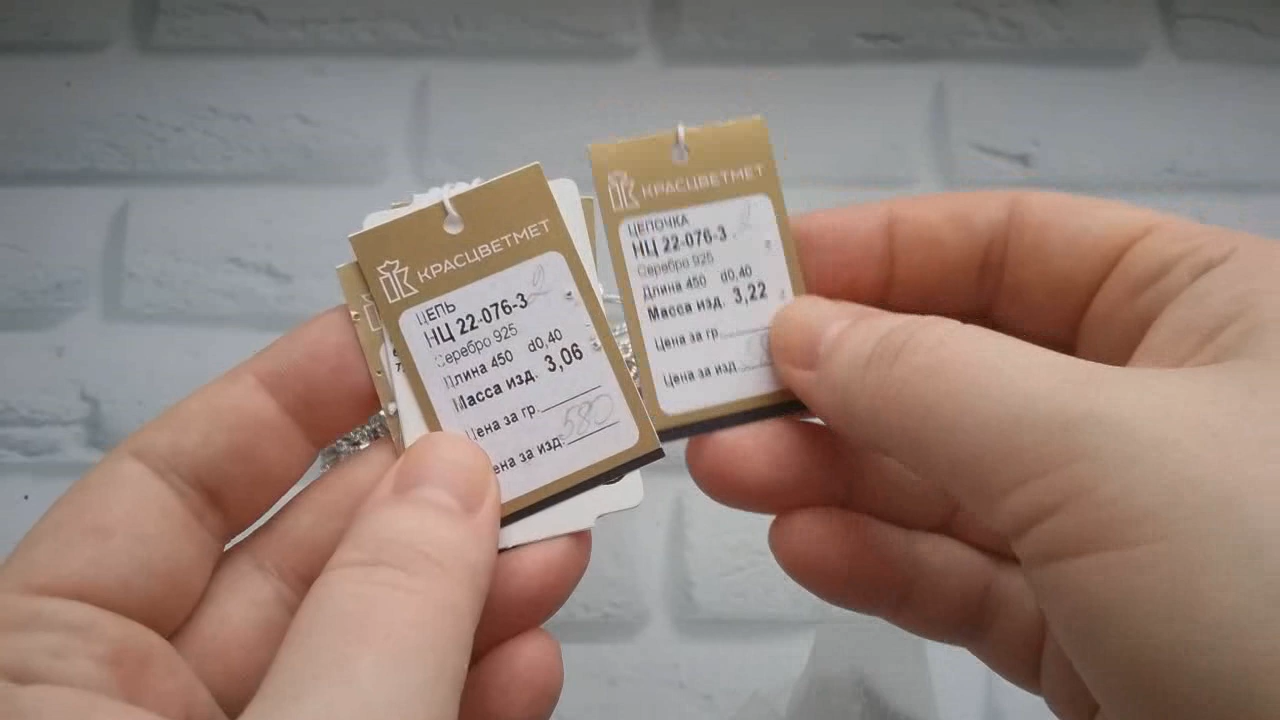 КРАСЦВЕТМЕТ
ЦЕПЬ
НЦ 22-076-3
Серебро 925
Длина 450 d0,40
Масса изд. 3,06
Цена за гр.
Цена за изд. 580
КРАСЦВЕТМЕТ
ЦЕПОЧКА
НЦ 22-076-3
Серебро 925
Длина 450 d0,40
Масса изд. 3,22
Цена за гр.
Цена за изд.